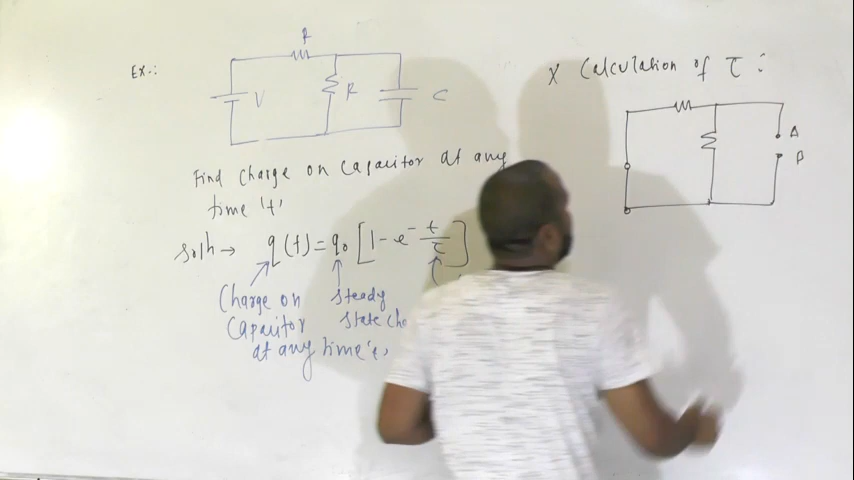 Ex.:
R
V
R
C
Find charge on capacitor at any
time 't'
Soln → q(t) = q₀ [1 - e^(-t/τ)]
Charge on
Capacitor
at any time
Steady
State
X Calculation of τ :
A
B